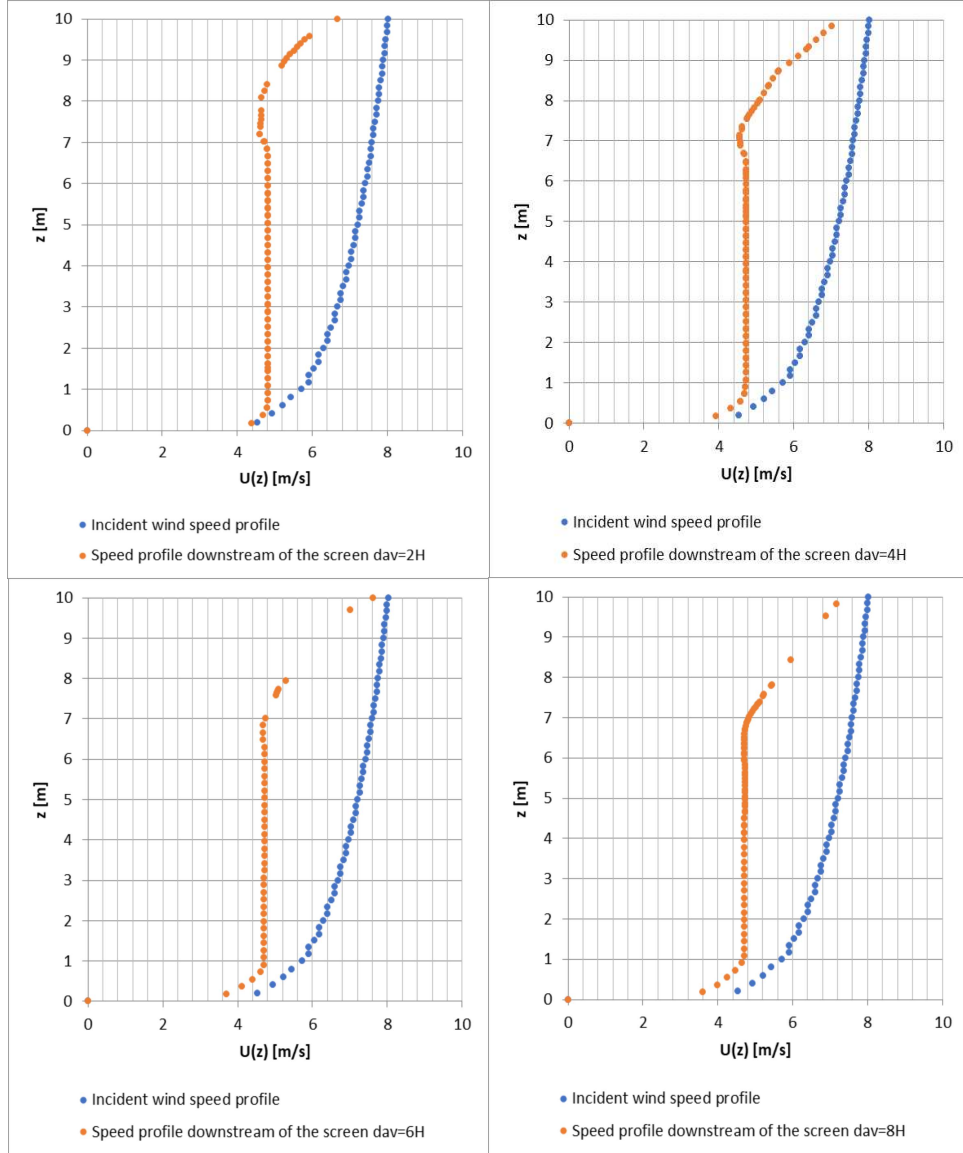 10
9
8
7
6
5
4
3
2
1
0
z [m]
0 2 4 6 8 10
U(z) [m/s]
Incident wind speed profile
Speed profile downstream of the screen dav=2H
10
9
8
7
6
5
4
3
2
1
0
z [m]
0 2 4 6 8 10
U(z) [m/s]
Incident wind speed profile
Speed profile downstream of the screen dav=4H
10
9
8
7
6
5
4
3
2
1
0
z [m]
0 2 4 6 8 10
U(z) [m/s]
Incident wind speed profile
Speed profile downstream of the screen dav=6H
10
9
8
7
6
5
4
3
2
1
0
z [m]
0 2 4 6 8 10
U(z) [m/s]
Incident wind speed profile
Speed profile downstream of the screen dav=8H